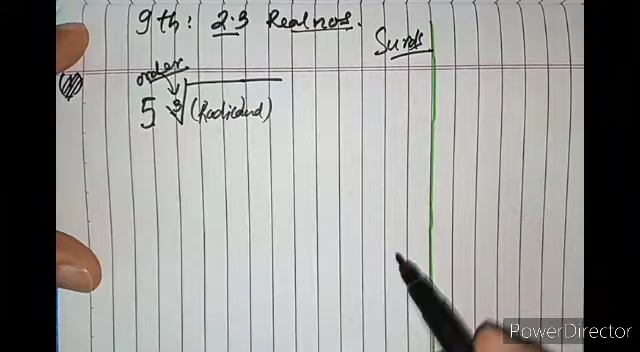 9th: 2.3 Real nos.
Surds
order
5 ∛(Radicand)
PowerDirector